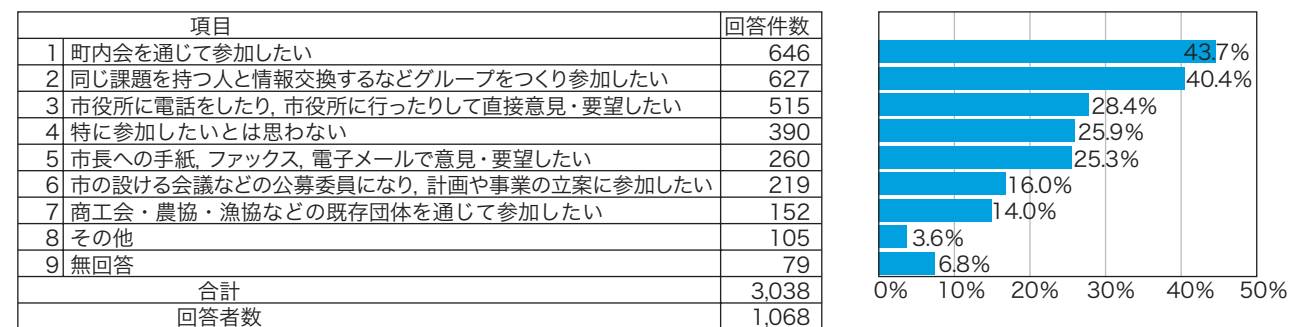 項目 回答件数
1 町内会を通じて参加したい 646 43.7%
2 同じ課題を持つ人と情報交換するなどグループをつくり参加したい 627 40.4%
3 市役所に電話をしたり, 市役所に行ったりして直接意見・要望したい 515 28.4%
4 特に参加したいとは思わない 390 25.9%
5 市長への手紙, ファックス, 電子メールで意見・要望したい 260 25.3%
6 市の設ける会議などの公募委員になり, 計画や事業の立案に参加したい 219 16.0%
7 商工会・農協・漁協などの既存団体を通じて参加したい 152 14.0%
8 その他 105 3.6%
9 無回答 79 6.8%
合計 3,038
回答者数 1,068
0% 10% 20% 30% 40% 50%